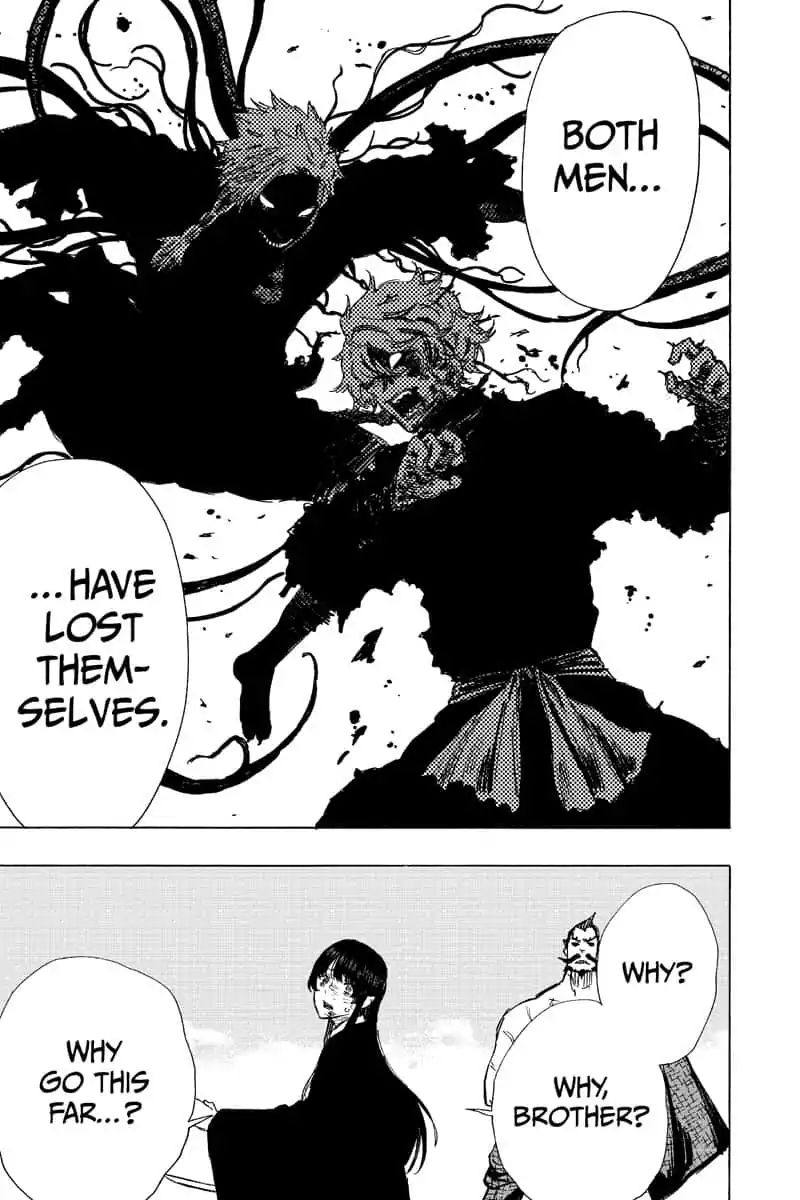 BOTH
MEN...
...HAVE
LOST
THEM-
SELVES.
WHY?
WHY,
BROTHER?
WHY
GO THIS
FAR...?